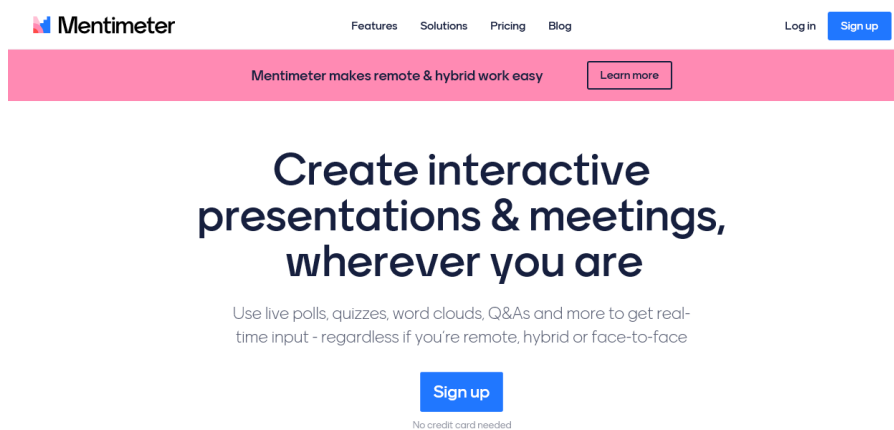 Mentimeter
Features Solutions Pricing Blog
Log in Sign up
Mentimeter makes remote & hybrid work easy Learn more
Create interactive
presentations & meetings,
wherever you are
Use live polls, quizzes, word clouds, Q&As and more to get real-
time input - regardless if you're remote, hybrid or face-to-face
Sign up
No credit card needed